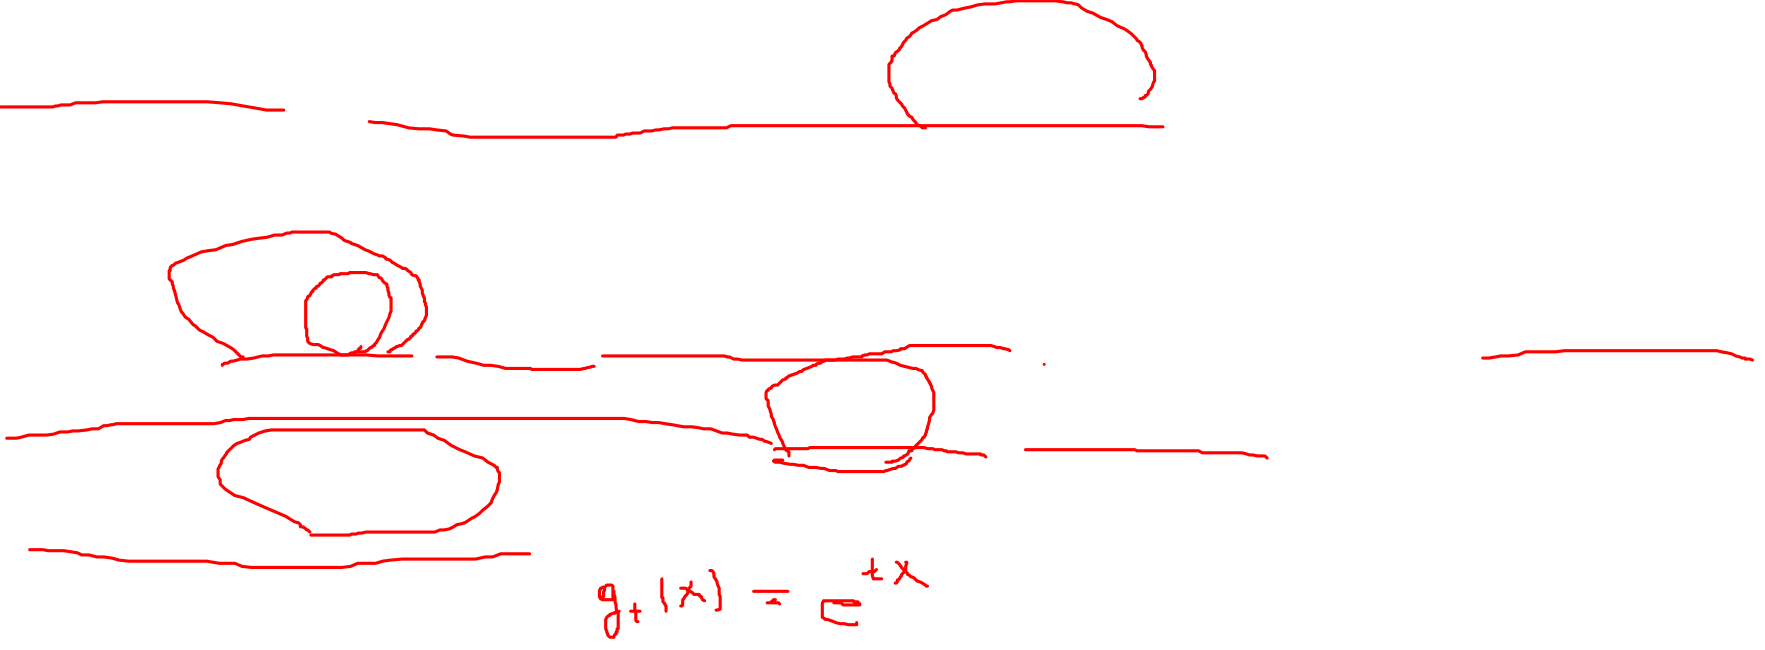 g_t(x) = e^{tx}